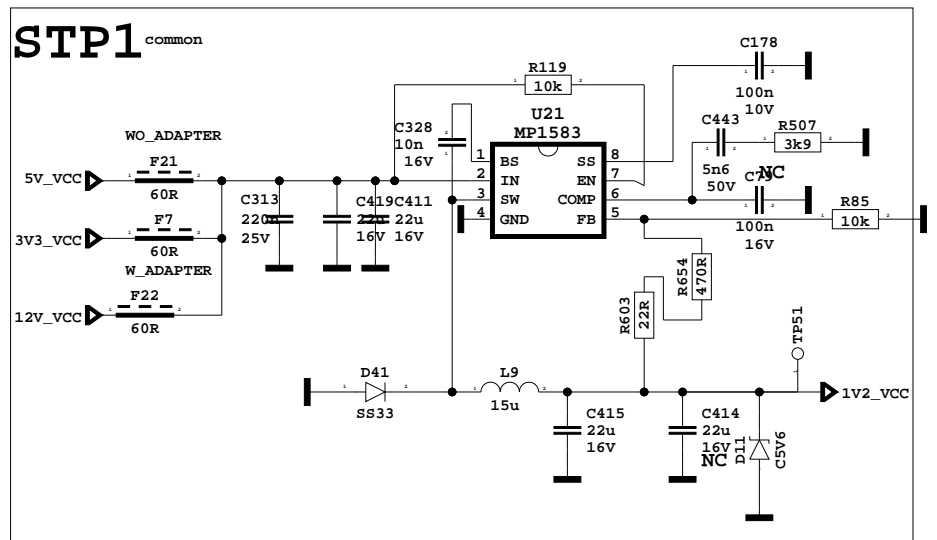 STP1 common
C178
R119
10k
100n
10V
U21
MP1583
C328
10n
16V
C443
5n6
50V
R507
3k9
WO_ADAPTER
F21
60R
5V_VCC
1 BS SS 8
2 IN EN 7
3 SW COMP 6
4 GND FB 5
NC
C79
100n
16V
R85
10k
C313
220n
25V
C419
22u
16V
C411
22u
16V
F7
3V3_VCC
60R
W_ADAPTER
F22
12V_VCC
60R
R654
470R
R603
22R
TP51
D41
SS33
L9
15u
1V2_VCC
C415
22u
16V
C414
22u
16V
NC
D11
C5V6